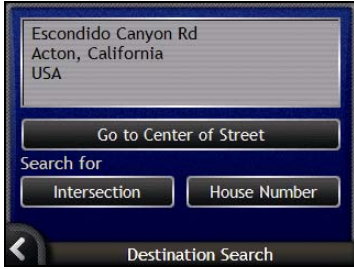 Escondido Canyon Rd
Acton, California
USA
Go to Center of Street
Search for
Intersection House Number
Destination Search